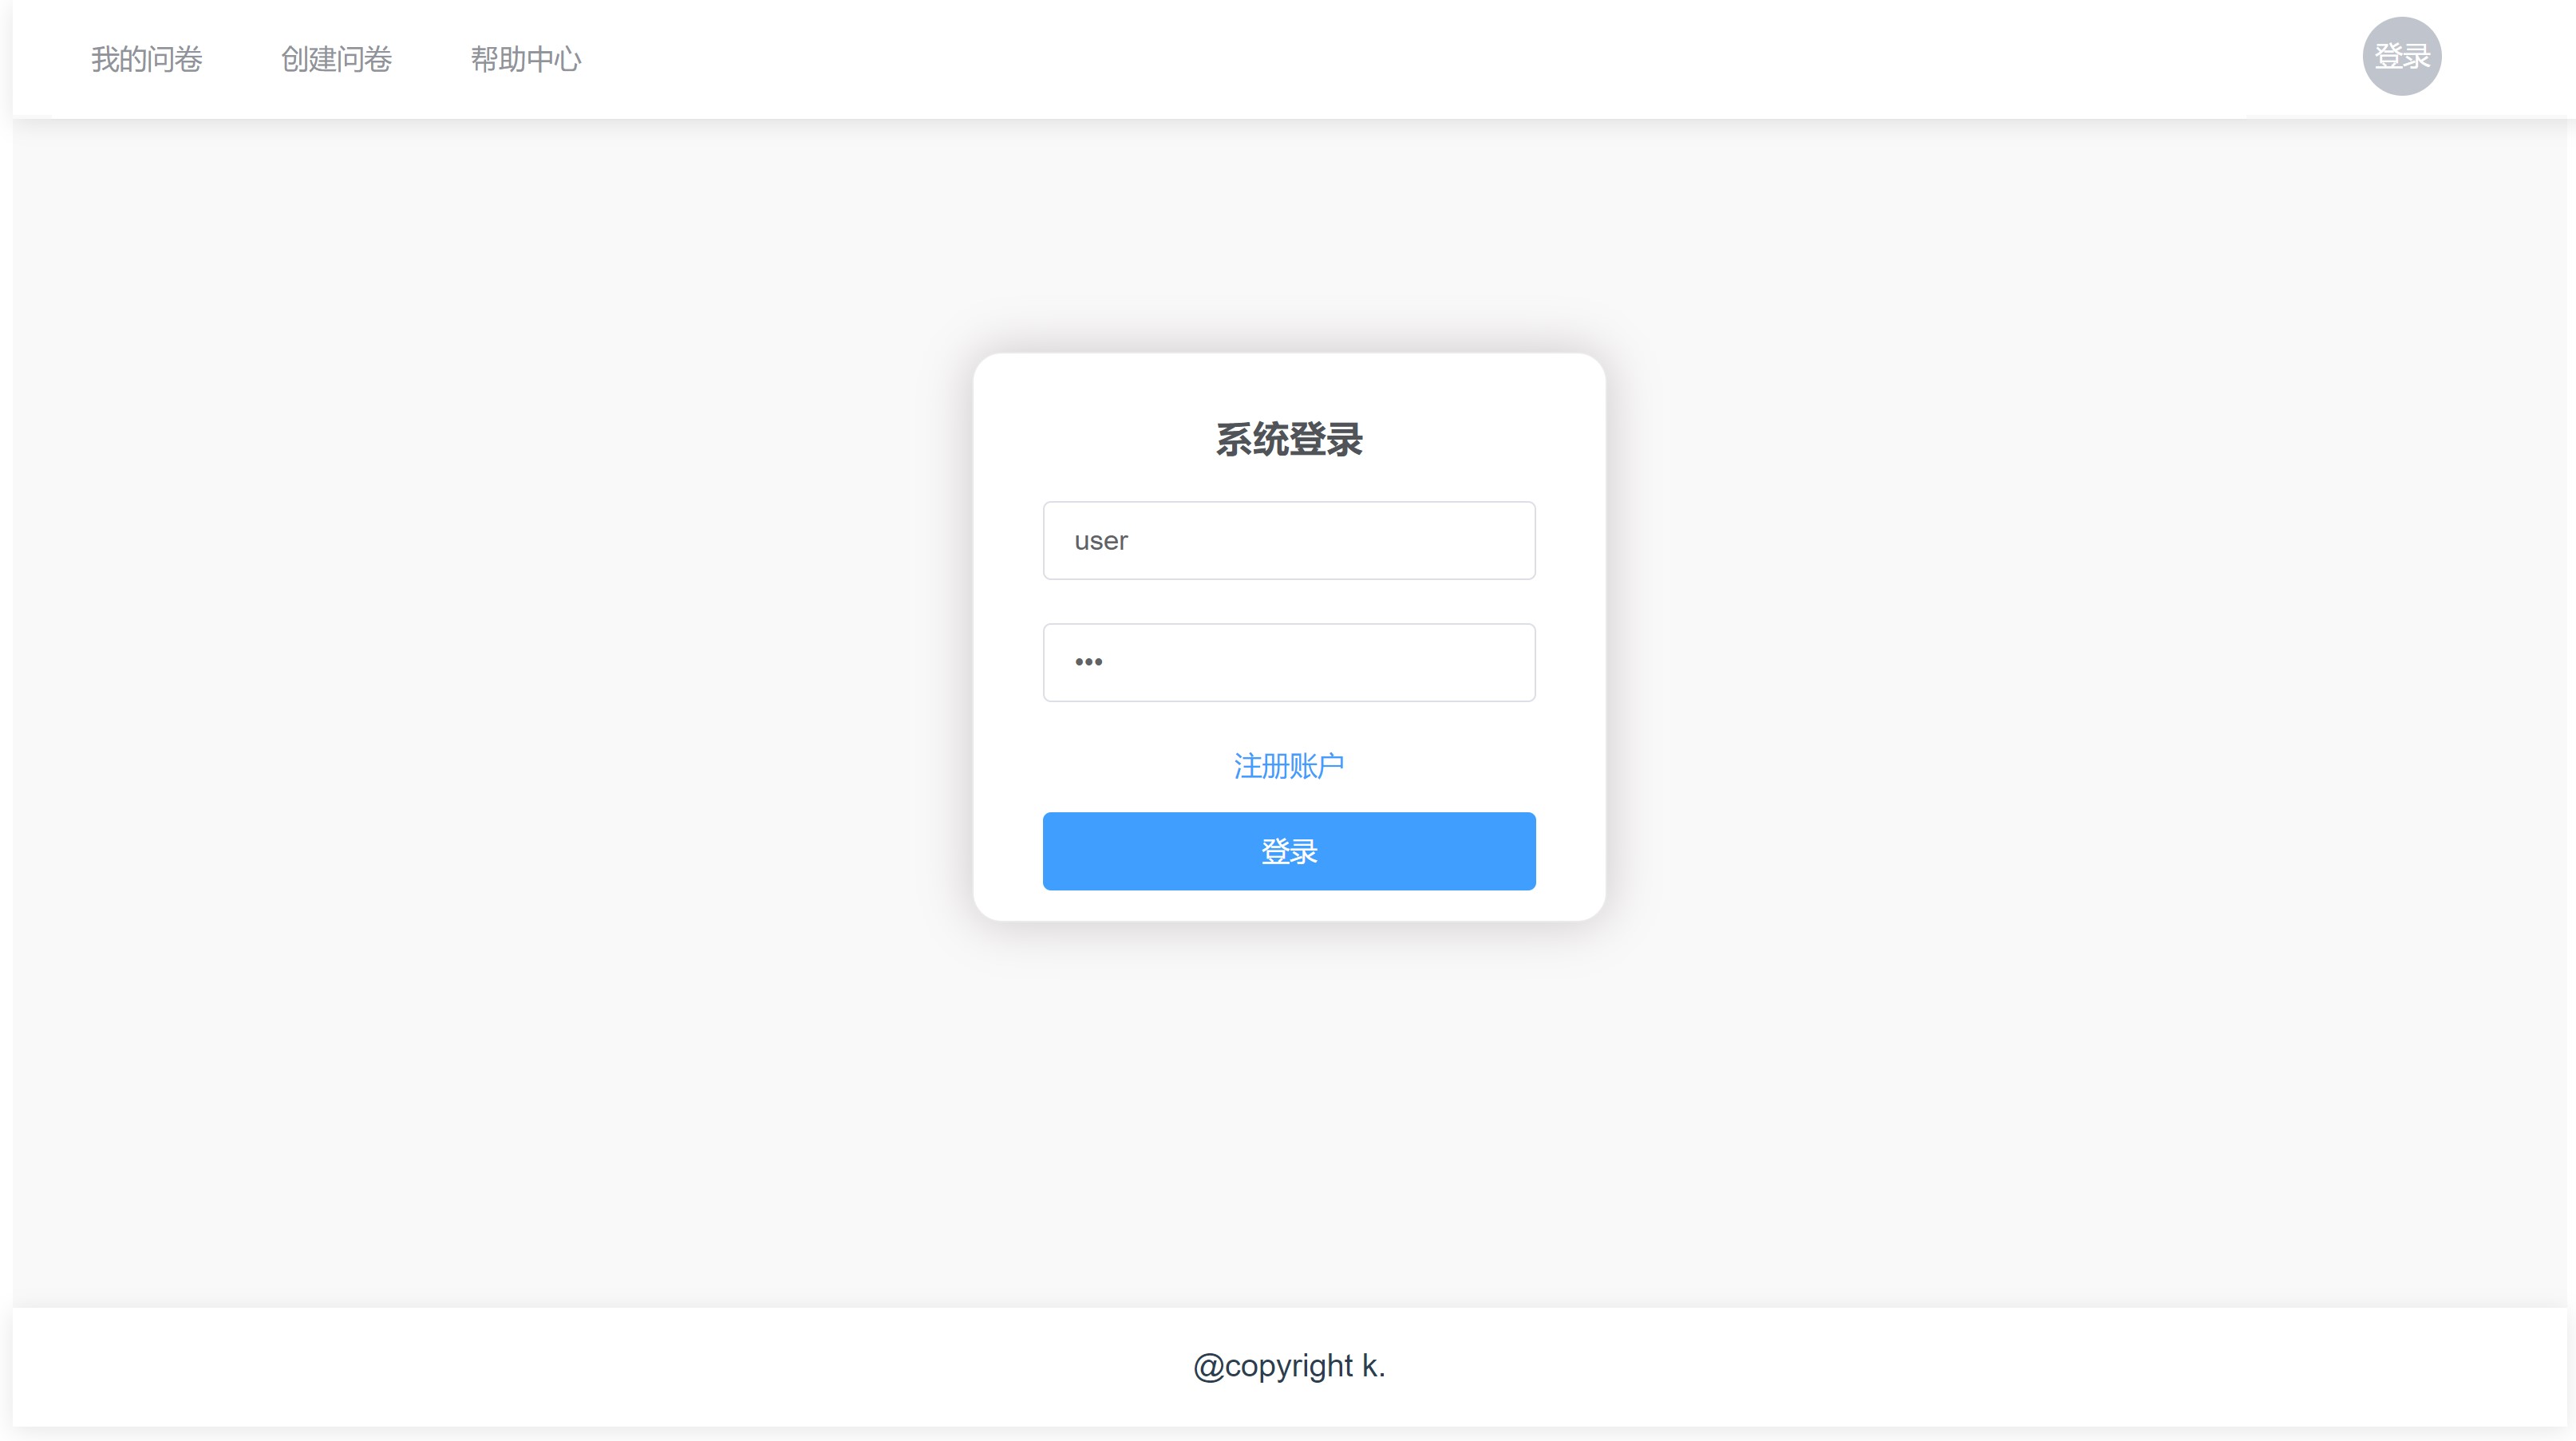 我的问卷 创建问卷 帮助中心 登录
系统登录
user
•••
注册账户
登录
@copyright k.